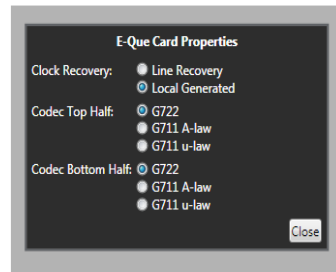 E-Que Card Properties
Clock Recovery: Line Recovery
Local Generated
Codec Top Half: G722
G711 A-law
G711 u-law
Codec Bottom Half: G722
G711 A-law
G711 u-law
Close